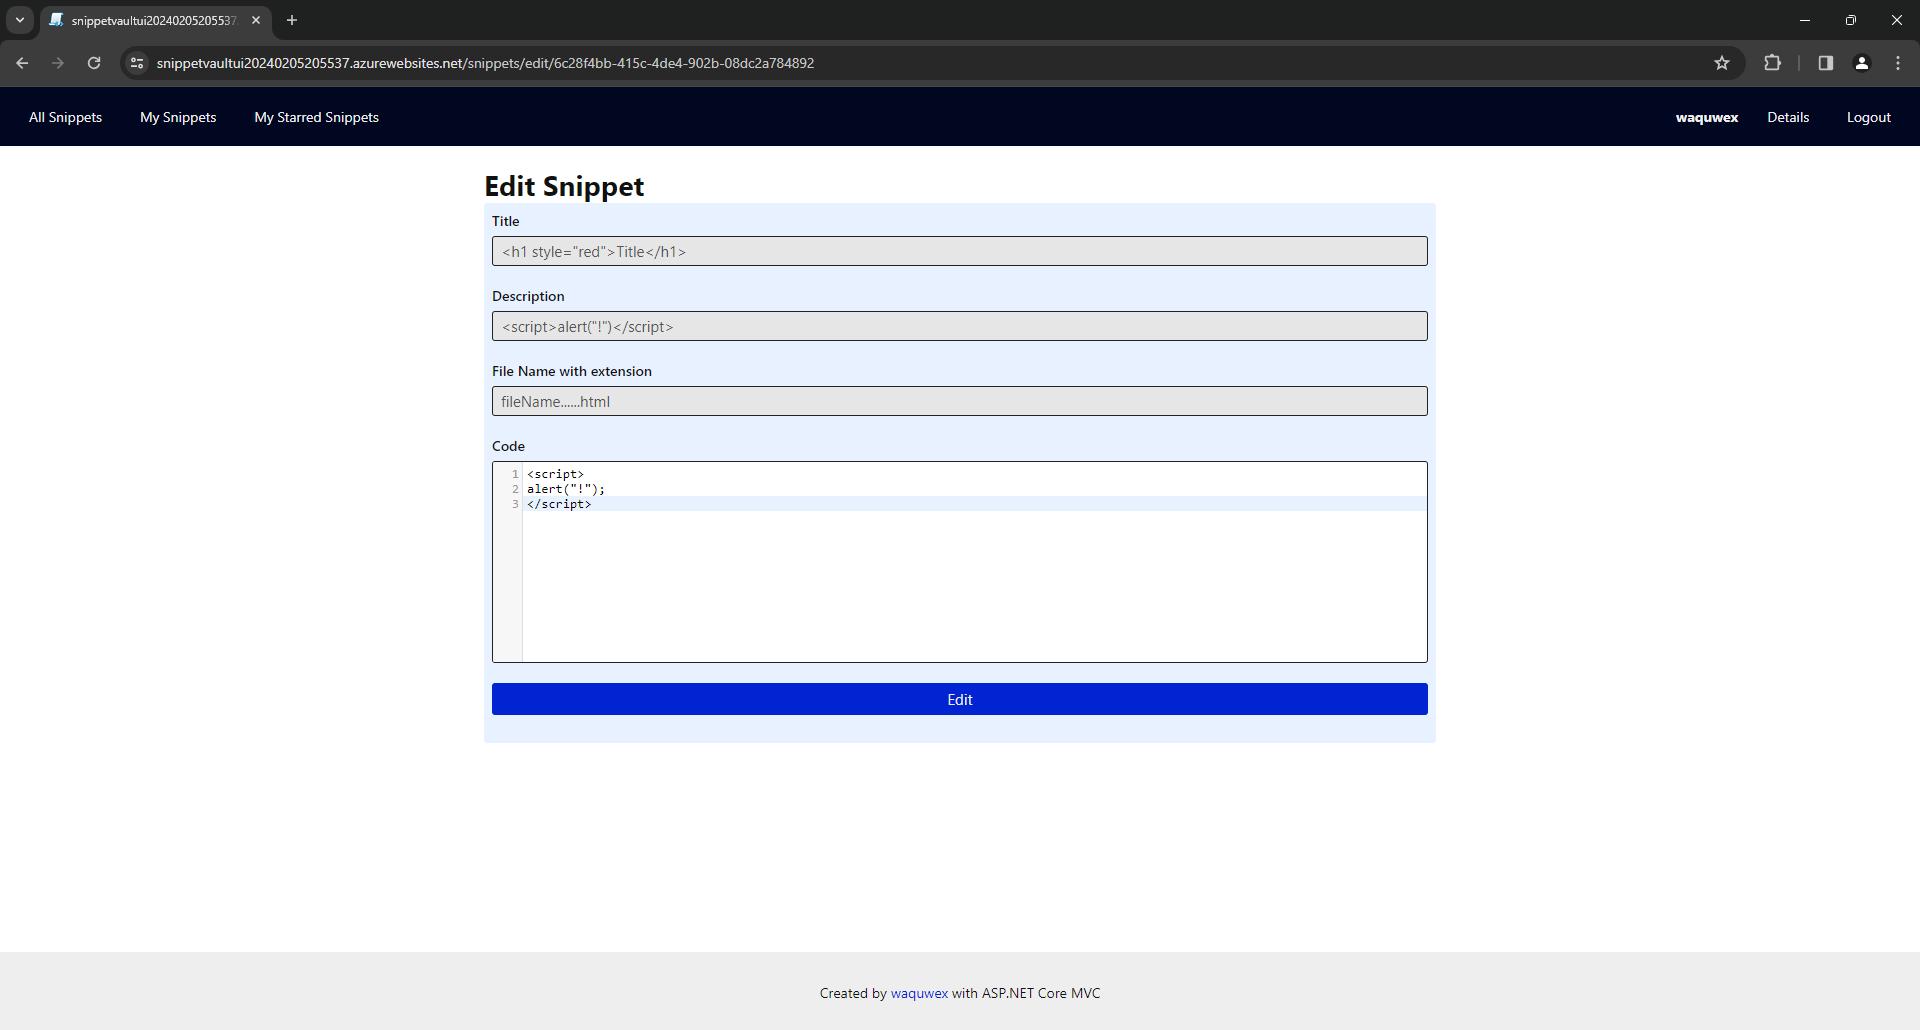 snippetvaultui20240205205537.
snippetvaultui20240205205537.azurewebsites.net/snippets/edit/6c28f4bb-415c-4de4-902b-08dc2a784892
All Snippets My Snippets My Starred Snippets waquwex Details Logout
Edit Snippet
Title
<h1 style="red">Title</h1>
Description
<script>alert("!")</script>
File Name with extension
fileName......html
Code
1 <script>
2 alert("!");
3 </script>
Edit
Created by waquwex with ASP.NET Core MVC